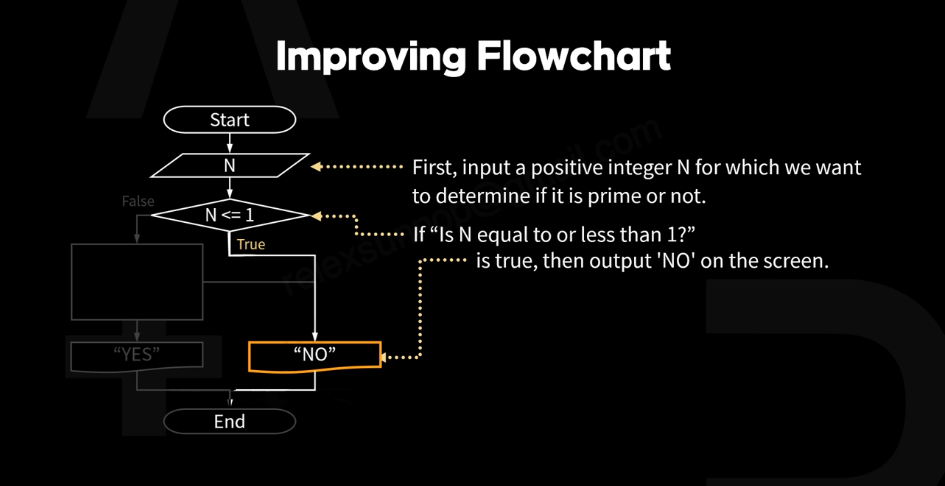 Improving Flowchart
Start
N
First, input a positive integer N for which we want
to determine if it is prime or not.
False
N <= 1
If “Is N equal to or less than 1?”
True
is true, then output 'NO' on the screen.
“YES”
“NO”
End